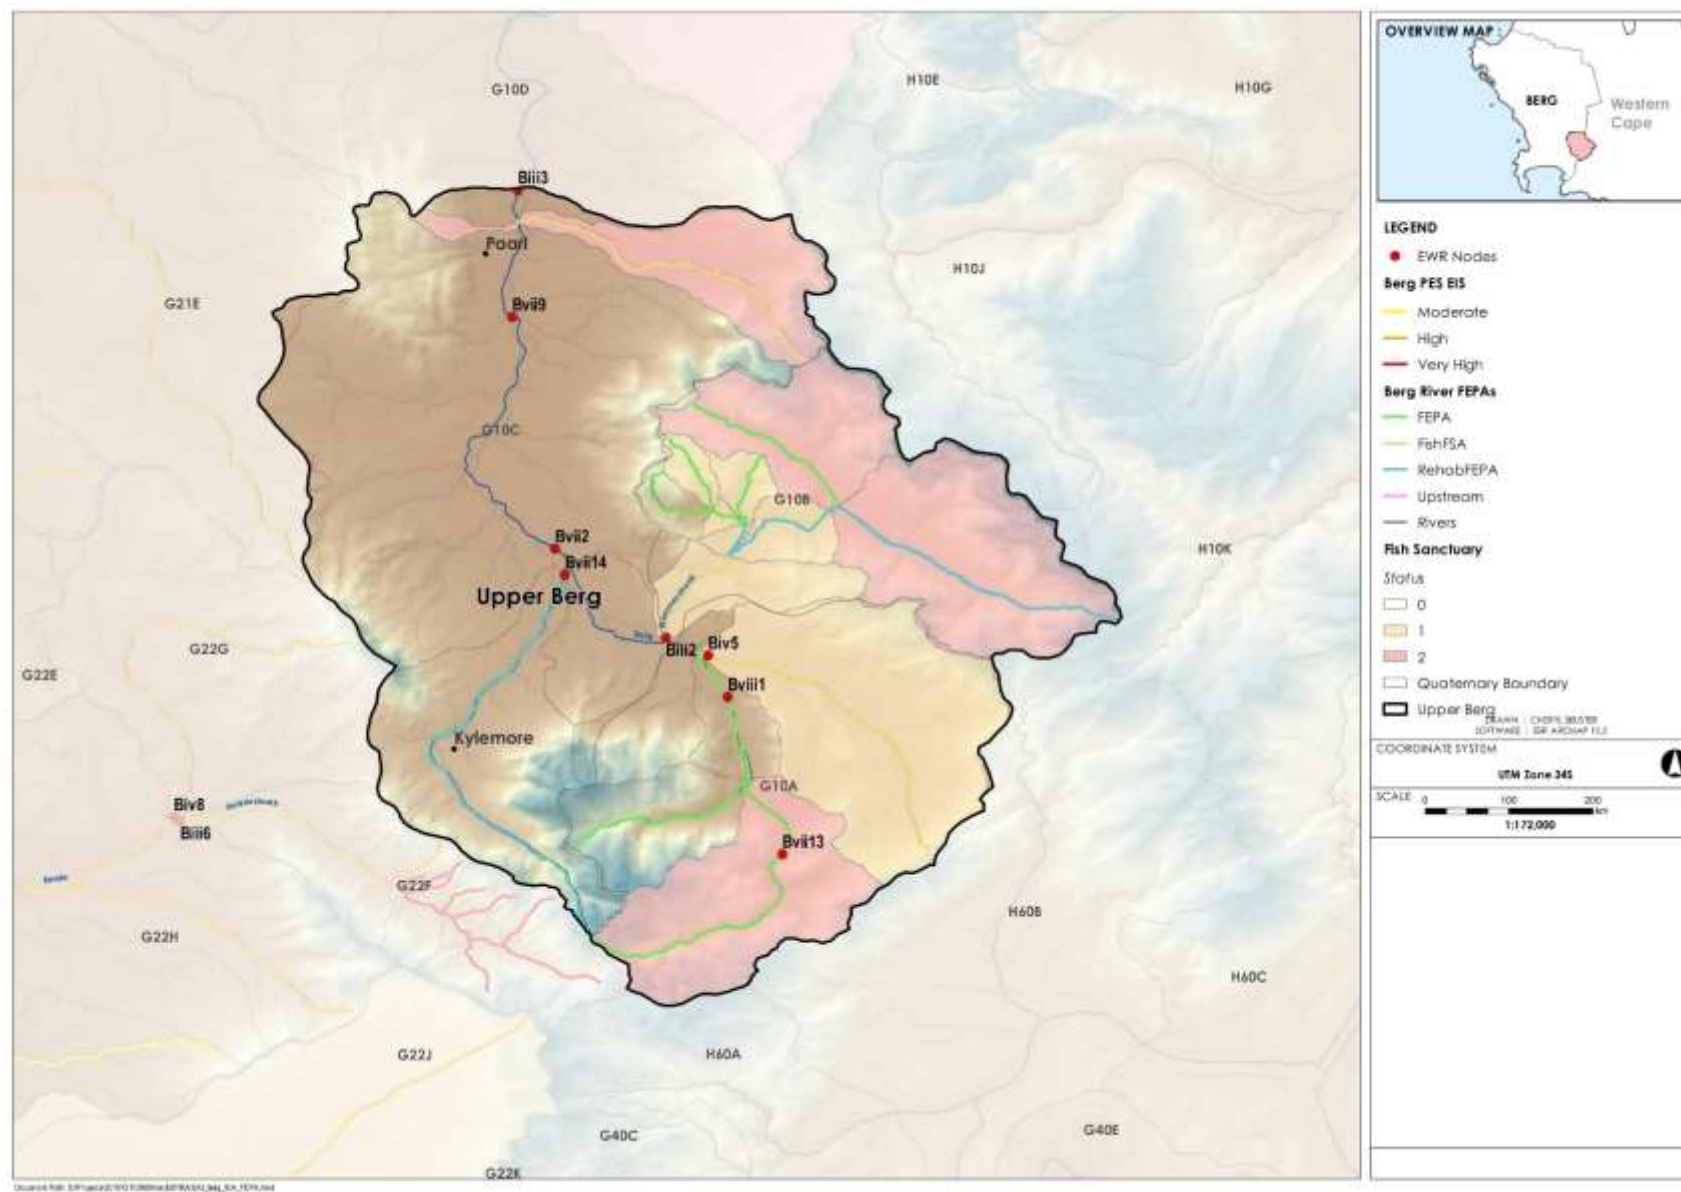 G10D
H10E
H10G
Biii3
Paarl
H10J
G21E
Bvii9
G10C
G10B
Bvii2
H10K
Bvii14
Upper Berg
G22G
Biii2
Biv5
G22E
Bviii1
Kylemore
G10A
Biv8
Biii6
Bvii13
G22F
H60B
G22H
H60C
G22J
H60A
G40C
G40E
G22K
OVERVIEW MAP :
BERG
Western
Cape
LEGEND
EWR Nodes
Berg PES EIS
Moderate
High
Very High
Berg River FEPAs
FEPA
FishFSA
RehabFEPA
Upstream
Rivers
Fish Sanctuary
Status
0
1
2
Quaternary Boundary
Upper Berg
COORDINATE SYSTEM
UTM Zone 34S
SCALE
0 100 200
km
1:172,000